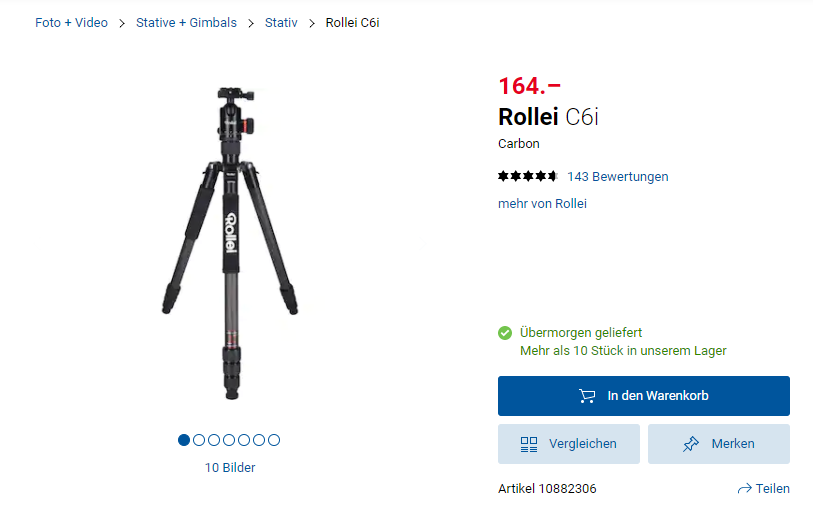 Foto + Video > Stative + Gimbals > Stativ > Rollei C6i
164.–
Rollei C6i
Carbon
143 Bewertungen
mehr von Rollei
Rollei
Rollei
Übermorgen geliefert
Mehr als 10 Stück in unserem Lager
In den Warenkorb
Vergleichen
Merken
10 Bilder
Artikel 10882306
Teilen